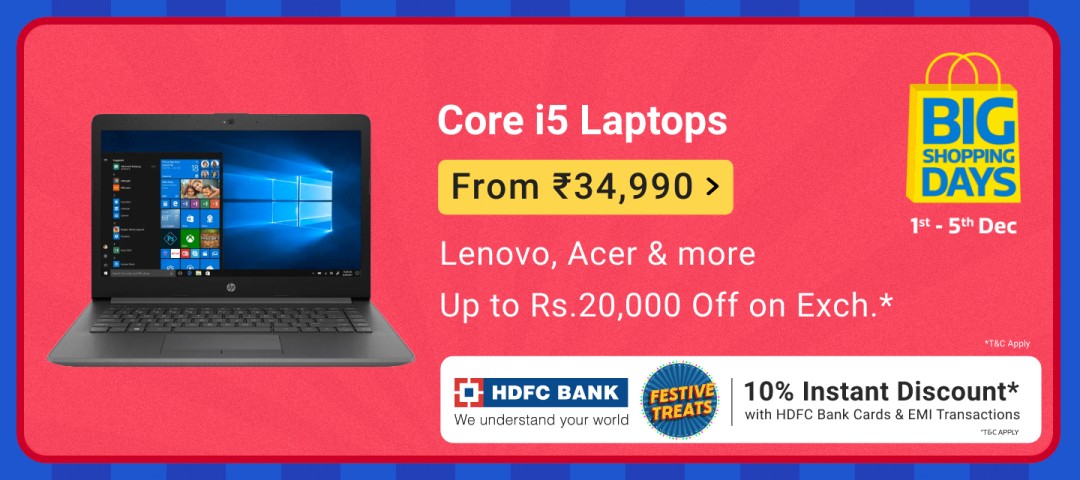 Core i5 Laptops
From ₹34,990 >
Lenovo, Acer & more
Up to Rs.20,000 Off on Exch.*
BIG
SHOPPING
DAYS
1st - 5th Dec
*T&C Apply
HDFC BANK
We understand your world
FESTIVE
TREATS
10% Instant Discount*
with HDFC Bank Cards & EMI Transactions
*T&C APPLY
hp